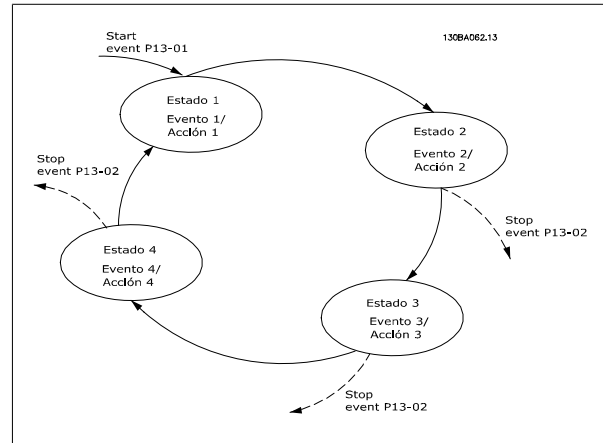 Start
event P13-01
130BA062.13
Estado 1
Evento 1/
Acción 1
Estado 2
Evento 2/
Acción 2
Stop
event P13-02
Stop
event P13-02
Estado 4
Evento 4/
Acción 4
Estado 3
Evento 3/
Acción 3
Stop
event P13-02